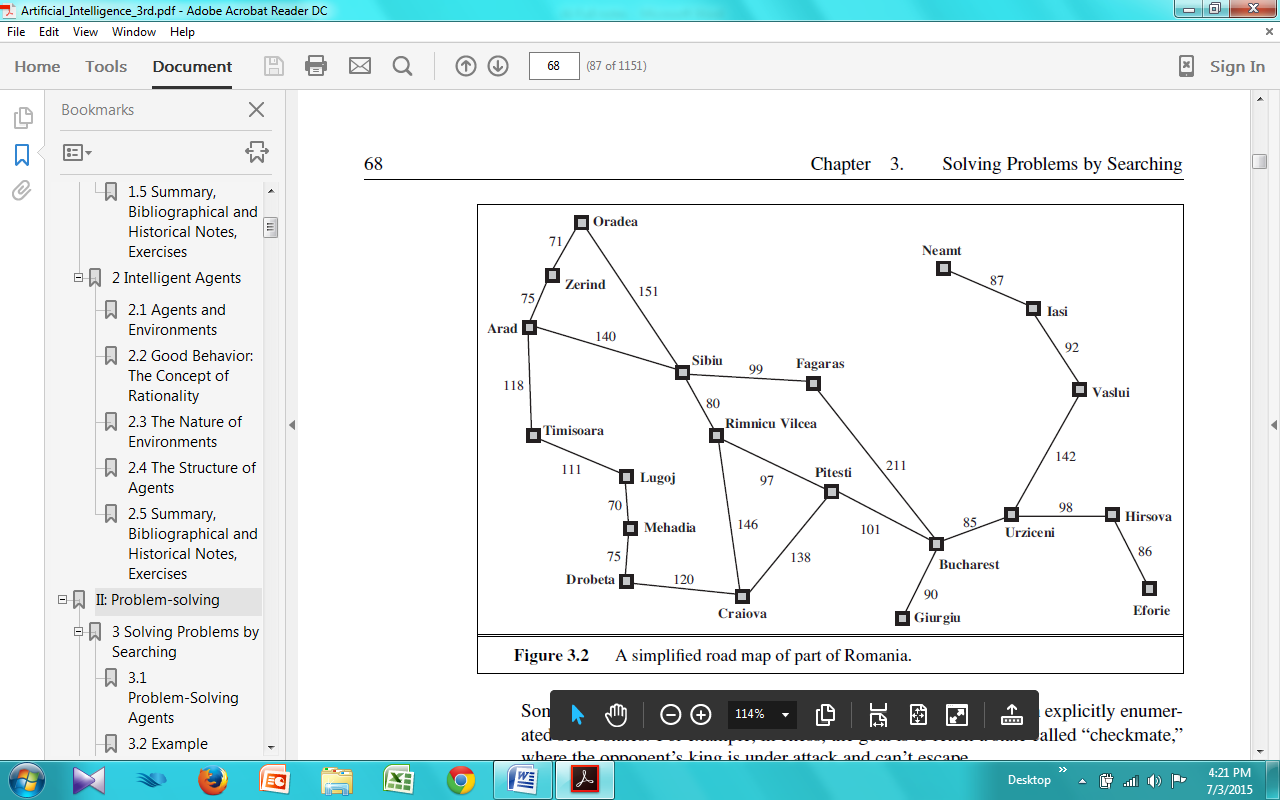 Artificial_Intelligence_3rd.pdf - Adobe Acrobat Reader DC
File Edit View Window Help
Home Tools Document 68 (87 of 1151) Sign In
Bookmarks
1.5 Summary,
Bibliographical and
Historical Notes,
Exercises
2 Intelligent Agents
2.1 Agents and
Environments
2.2 Good Behavior:
The Concept of
Rationality
2.3 The Nature of
Environments
2.4 The Structure of
Agents
2.5 Summary,
Bibliographical and
Historical Notes,
Exercises
II: Problem-solving
3 Solving Problems by
Searching
3.1
Problem-Solving
Agents
3.2 Example
68 Chapter 3. Solving Problems by Searching
Oradea
71
Neamt
Zerind
87
151
75
Iasi
Arad
140
92
Sibiu
99
Fagaras
118
80
Vaslui
Rimnicu Vilcea
Timisoara
142
111
211
Lugoj
97
Pitesti
70
98
Hirsova
146
101
85
Urziceni
Mehadia
86
75
138
Bucharest
Drobeta
120
90
Craiova
Giurgiu
Eforie
Figure 3.2 A simplified road map of part of Romania.
114%
explicitly enumer-
called “checkmate,”
where the opponent’s king is under attack and can’t escape
Desktop
4:21 PM
7/3/2015